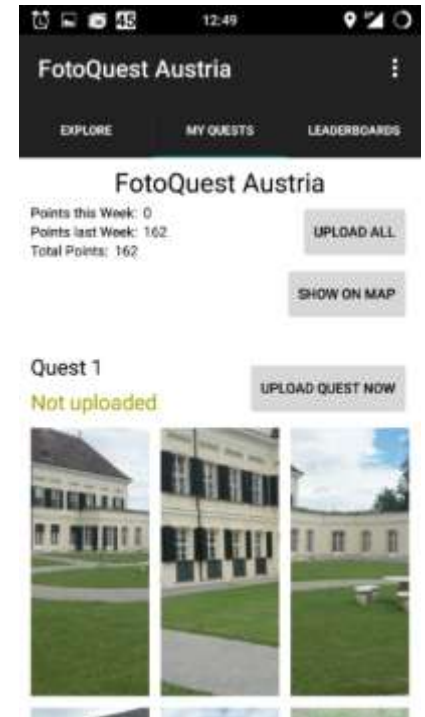 45 12:49
FotoQuest Austria
EXPLORE MY QUESTS LEADERBOARDS
FotoQuest Austria
Points this Week: 0
Points last Week: 162
Total Points: 162
UPLOAD ALL
SHOW ON MAP
Quest 1
Not uploaded
UPLOAD QUEST NOW